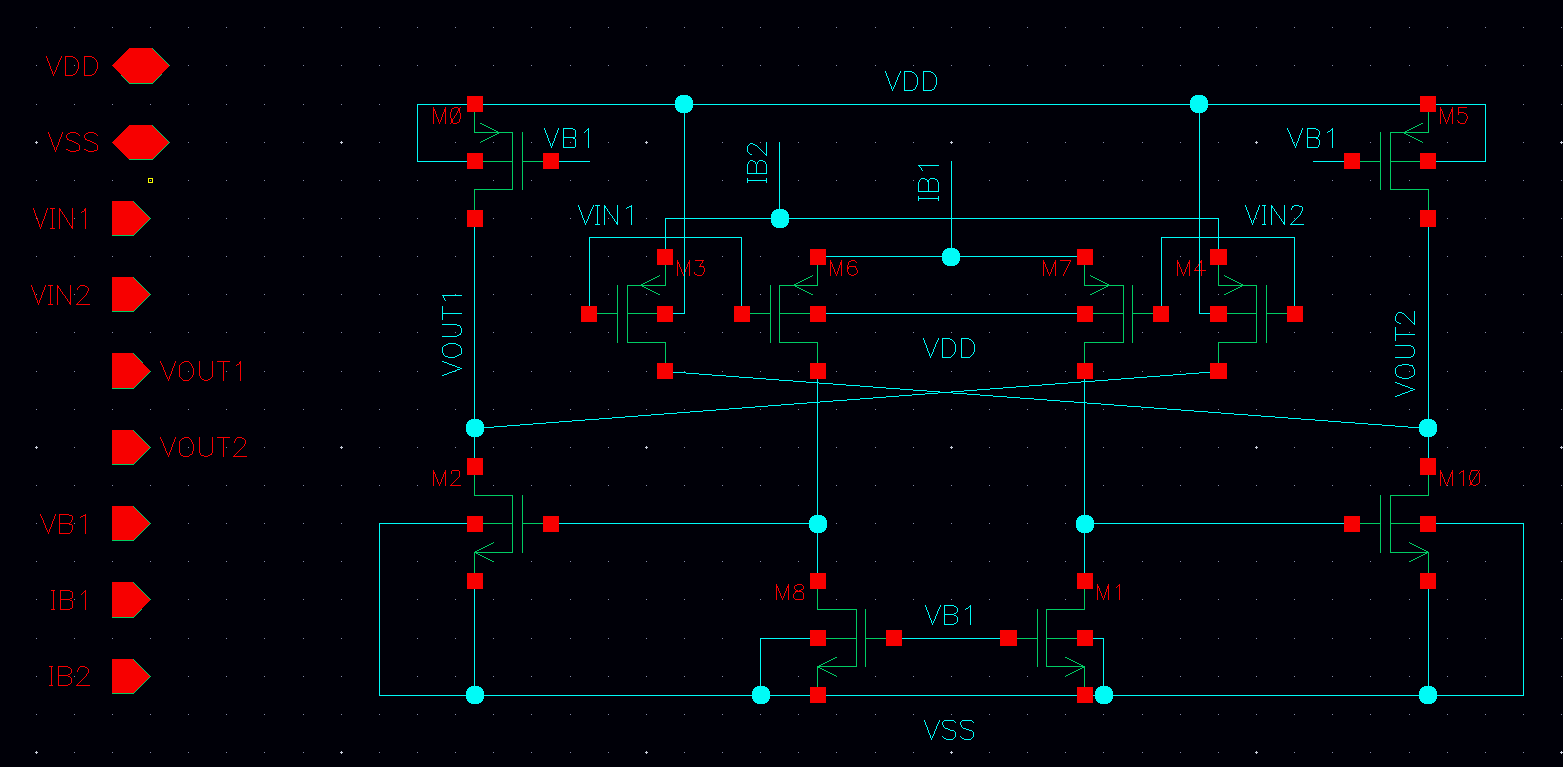 VDD
VSS
VIN1
VIN2
VOUT1
VOUT2
VB1
IB1
IB2
VDD
M0
VB1
VB1
M5
IB2
IB1
VIN1
VIN2
M3
M6
M7
M4
VOUT1
VDD
VOUT2
M2
M10
M8
VB1
M1
VSS